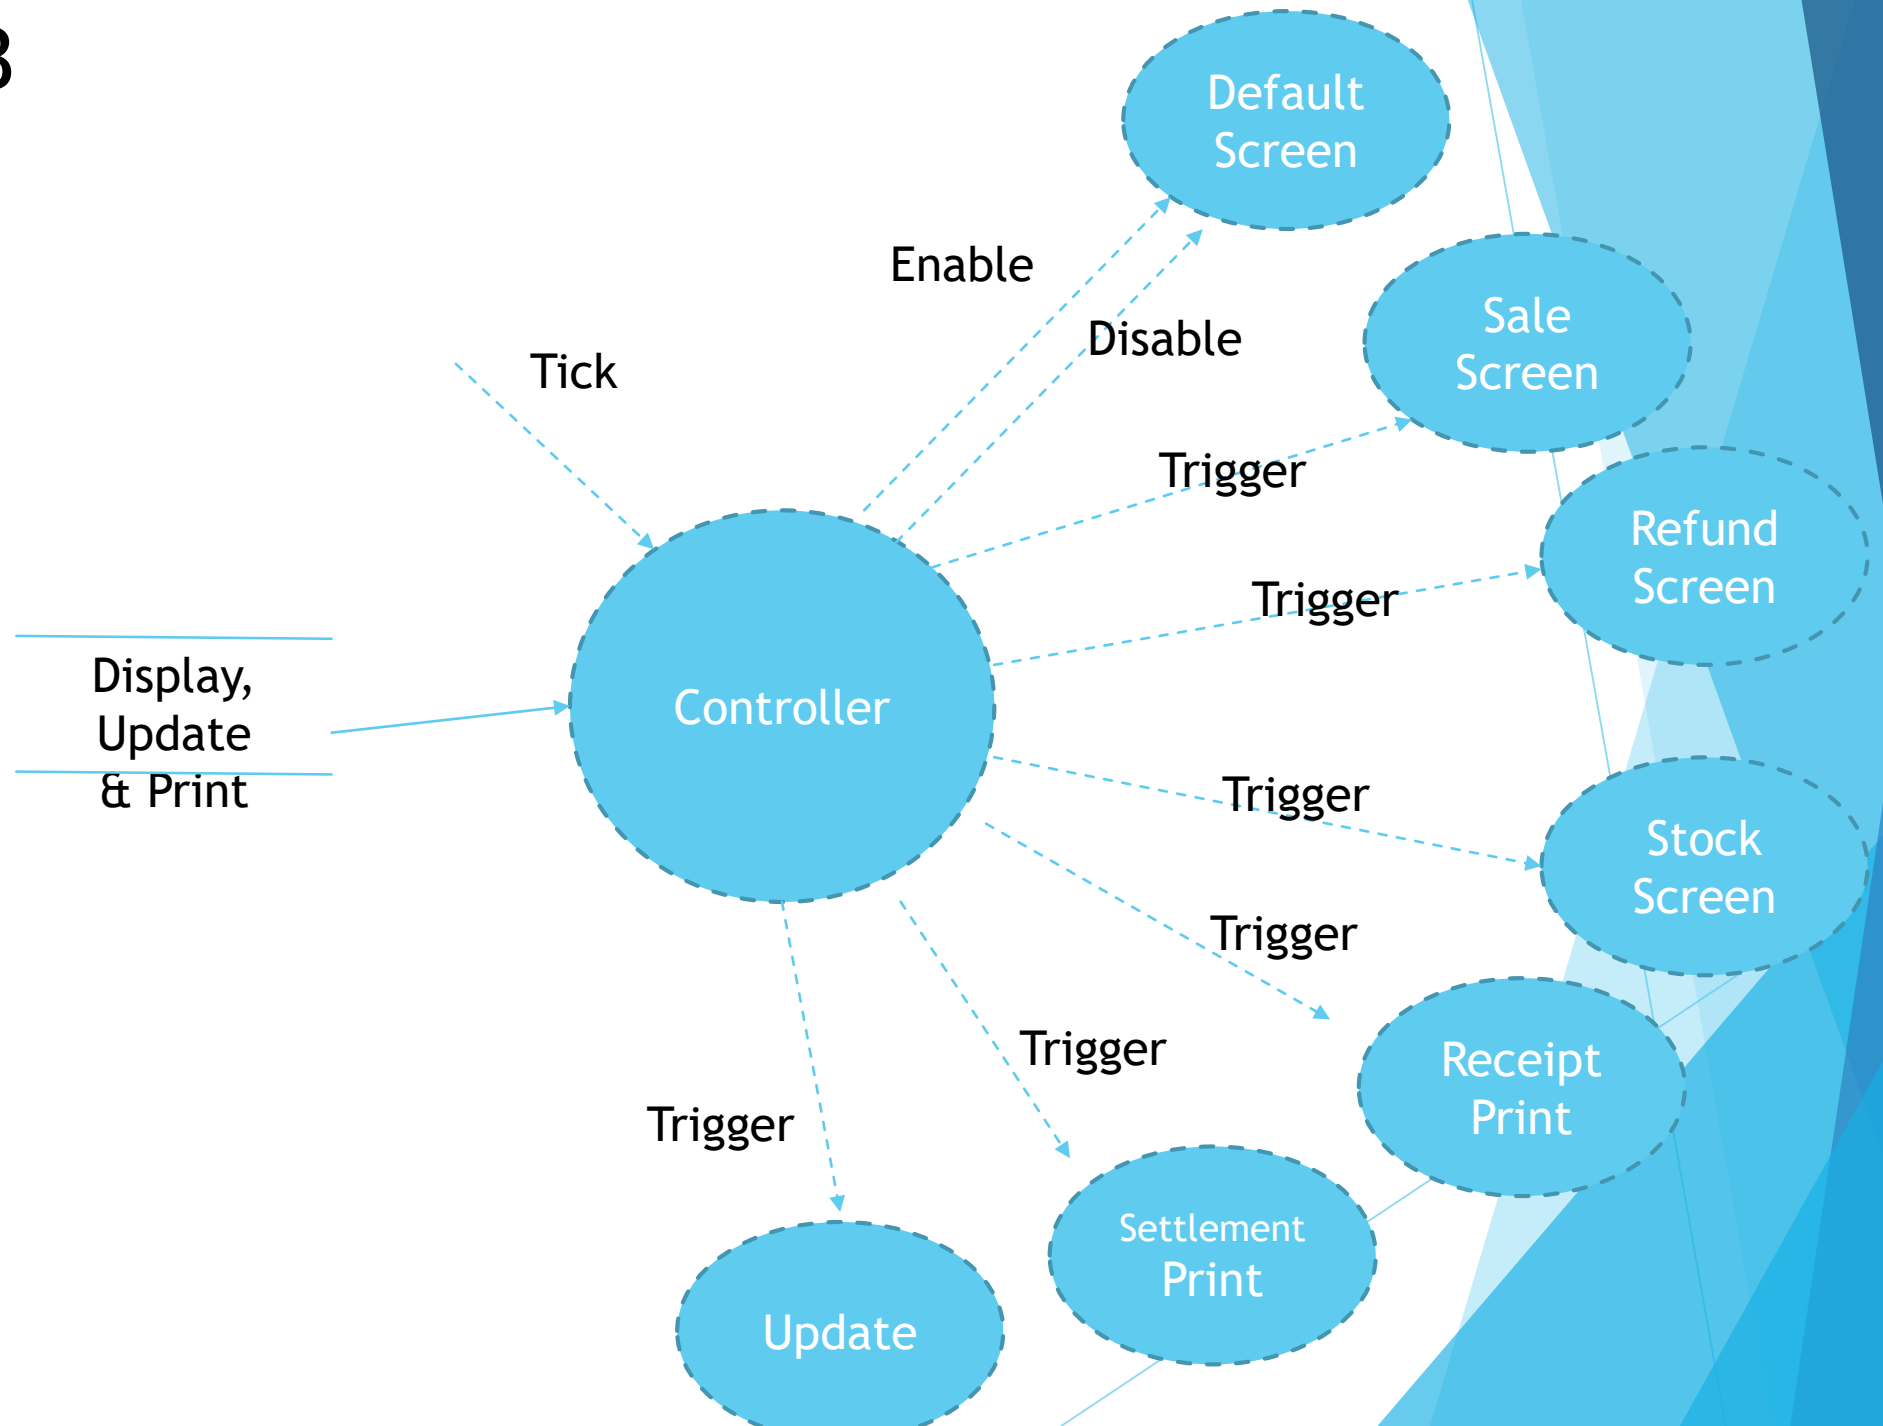 Default
Screen
Enable
Sale
Screen
Disable
Tick
Trigger
Refund
Screen
Trigger
Display,
Update
& Print
Controller
Trigger
Stock
Screen
Trigger
Receipt
Print
Trigger
Trigger
Settlement
Print
Update